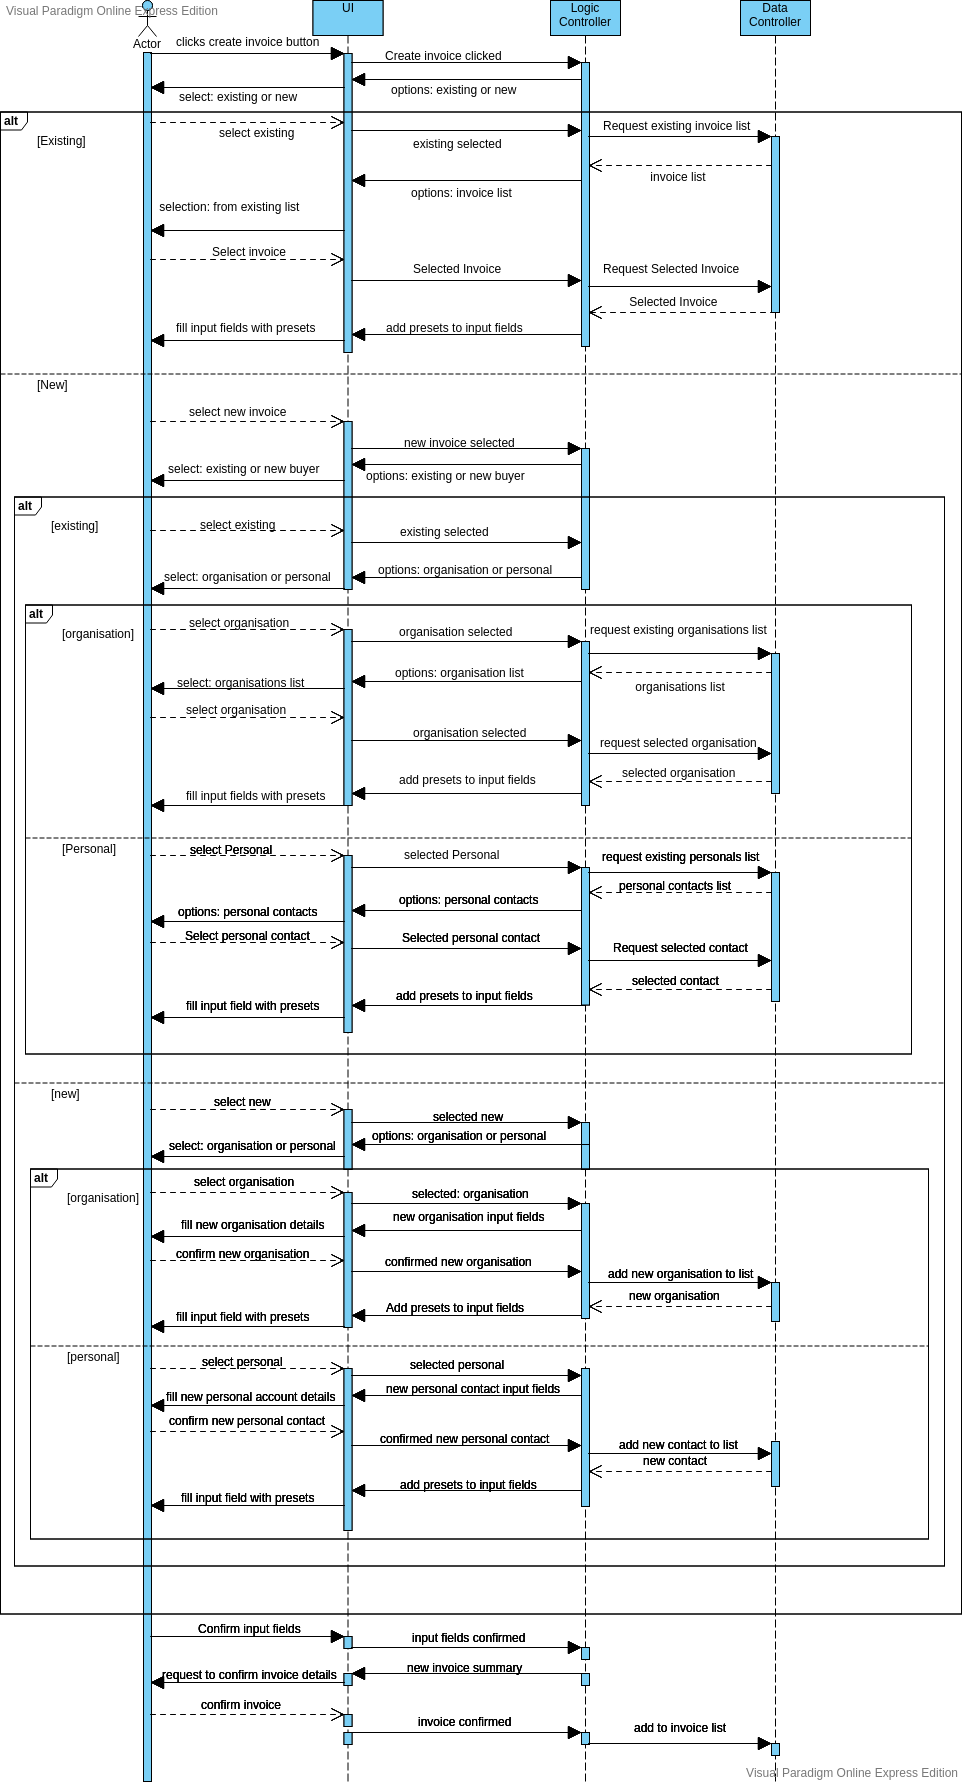 Visual Paradigm Online Express Edition
UI
Logic
Controller
Data
Controller
Actor
clicks create invoice button
Create invoice clicked
options: existing or new
select: existing or new
alt
[Existing]
select existing
existing selected
Request existing invoice list
invoice list
options: invoice list
selection: from existing list
Select invoice
Selected Invoice
Request Selected Invoice
Selected Invoice
add presets to input fields
fill input fields with presets
[New]
select new invoice
new invoice selected
options: existing or new buyer
select: existing or new buyer
alt
[existing]
select existing
existing selected
options: organisation or personal
select: organisation or personal
alt
[organisation]
select organisation
organisation selected
request existing organisations list
organisations list
options: organisation list
select: organisations list
select organisation
organisation selected
request selected organisation
selected organisation
add presets to input fields
fill input fields with presets
[Personal]
select Personal
selected Personal
request existing personals list
personal contacts list
options: personal contacts
options: personal contacts
Select personal contact
Selected personal contact
Request selected contact
selected contact
add presets to input fields
fill input field with presets
[new]
select new
selected new
options: organisation or personal
select: organisation or personal
alt
[organisation]
select organisation
selected: organisation
new organisation input fields
fill new organisation details
confirm new organisation
confirmed new organisation
add new organisation to list
new organisation
Add presets to input fields
fill input field with presets
[personal]
select personal
selected personal
new personal contact input fields
fill new personal account details
confirm new personal contact
confirmed new personal contact
add new contact to list
new contact
add presets to input fields
fill input field with presets
Confirm input fields
input fields confirmed
new invoice summary
request to confirm invoice details
confirm invoice
invoice confirmed
add to invoice list
Visual Paradigm Online Express Edition